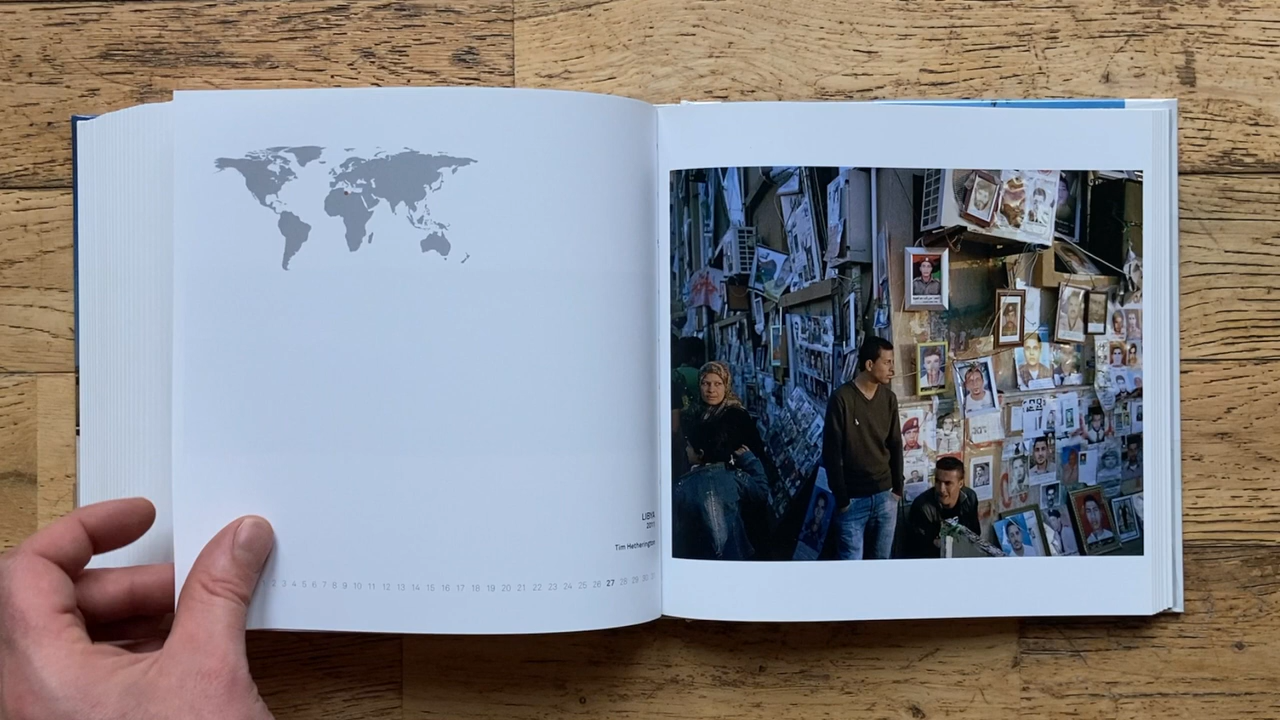 LIBYA
2011
Tim Hetherington
2 3 4 5 6 7 8 9 10 11 12 13 14 15 16 17 18 19 20 21 22 23 24 25 26 27 28 29 30 31